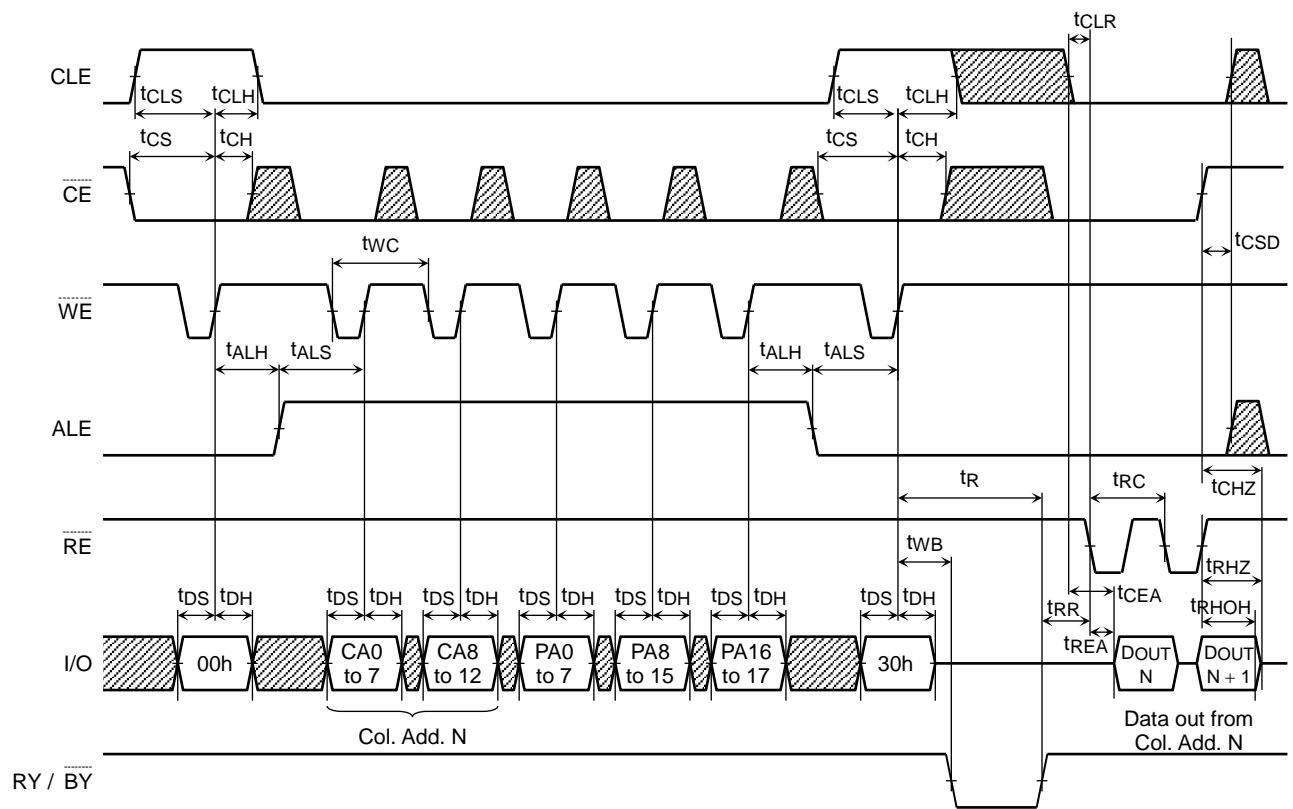 tCLR
CLE
tCLS tCLH tCLS tCLH
tCS tCH tCS tCH
CE
tWC tCSD
WE
tALH tALS tALH tALS
ALE
tR tRC tCHZ
RE
tWB tRHZ
tCEA
tDS tDH tDS tDH tDS tDH tDS tDH tDS tDH tDS tDH tDS tDH tRR tRHOH
tREA
I/O 00h CA0 to 7 CA8 to 12 PA0 to 7 PA8 to 15 PA16 to 17 30h DOUT N DOUT N + 1
Col. Add. N
Data out from
Col. Add. N
RY / BY